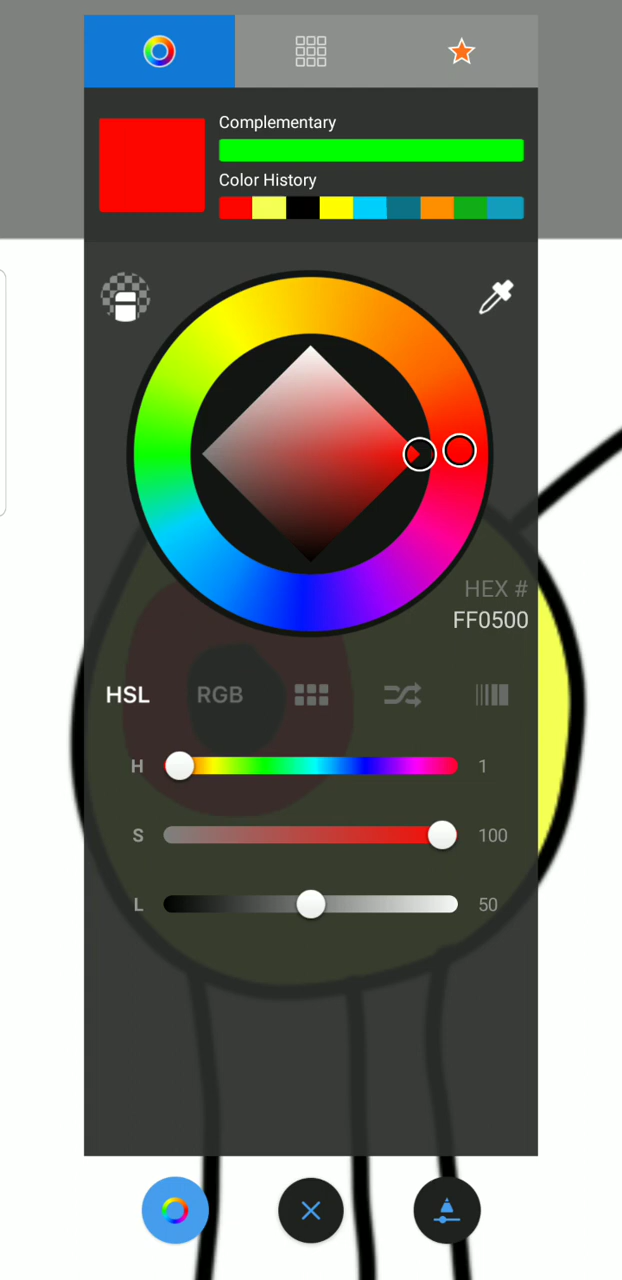 Complementary
Color History
HEX #
FF0500
HSL
RGB
H 1
S 100
L 50